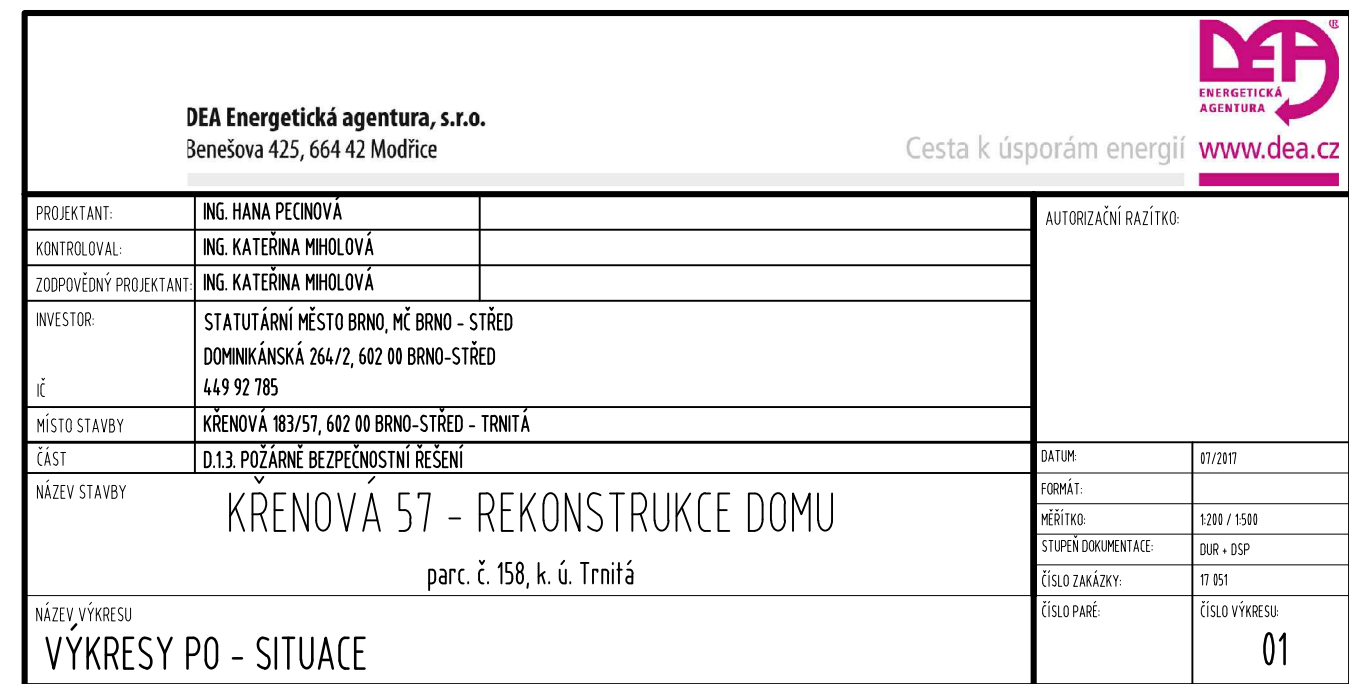 DEA®
ENERGETICKÁ
AGENTURA
DEA Energetická agentura, s.r.o.
Benešova 425, 664 42 Modřice
Cesta k úsporám energií www.dea.cz
PROJEKTANT: ING. HANA PECINOVÁ
KONTROLOVAL: ING. KATEŘINA MIHOLOVÁ
ZODPOVĚDNÝ PROJEKTANT: ING. KATEŘINA MIHOLOVÁ
INVESTOR: STATUTÁRNÍ MĚSTO BRNO, MČ BRNO - STŘED
DOMINIKÁNSKÁ 264/2, 602 00 BRNO-STŘED
IČ 449 92 785
MÍSTO STAVBY KŘENOVÁ 183/57, 602 00 BRNO-STŘED - TRNITÁ
ČÁST D.1.3. POŽÁRNĚ BEZPEČNOSTNÍ ŘEŠENÍ
NÁZEV STAVBY KŘENOVÁ 57 - REKONSTRUKCE DOMU
parc. č. 158, k. ú. Trnitá
NÁZEV VÝKRESU
VÝKRESY PO - SITUACE
AUTORIZAČNÍ RAZÍTKO:
DATUM: 07/2017
FORMÁT:
MĚŘÍTKO: 1:200 / 1:500
STUPEŇ DOKUMENTACE: DUR + DSP
ČÍSLO ZAKÁZKY: 17 051
ČÍSLO PARÉ: ČÍSLO VÝKRESU:
01